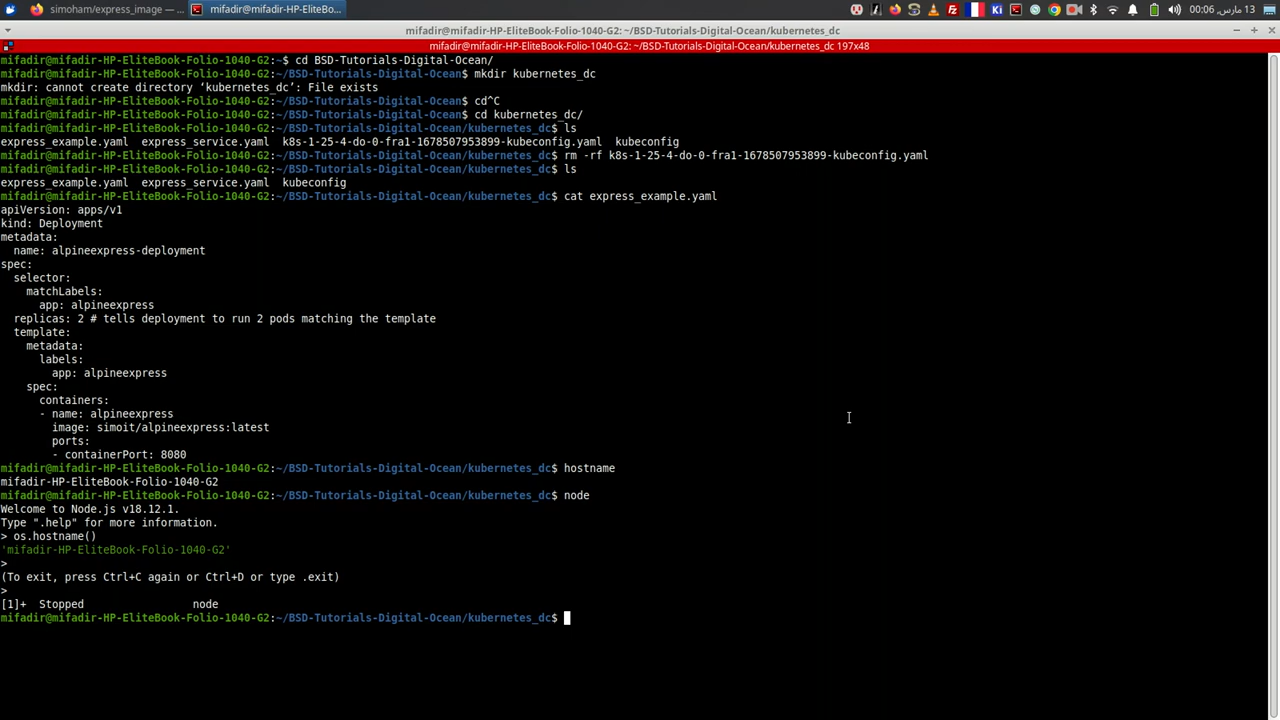 simoham/express_image — ...
mifadir@mifadir-HP-EliteBo...
00:06 ,مارس 13
mifadir@mifadir-HP-EliteBook-Folio-1040-G2: ~/BSD-Tutorials-Digital-Ocean/kubernetes_dc
mifadir@mifadir-HP-EliteBook-Folio-1040-G2: ~/BSD-Tutorials-Digital-Ocean/kubernetes_dc 197x48
mifadir@mifadir-HP-EliteBook-Folio-1040-G2:~$ cd BSD-Tutorials-Digital-Ocean/
mifadir@mifadir-HP-EliteBook-Folio-1040-G2:~/BSD-Tutorials-Digital-Ocean$ mkdir kubernetes_dc
mkdir: cannot create directory ‘kubernetes_dc’: File exists
mifadir@mifadir-HP-EliteBook-Folio-1040-G2:~/BSD-Tutorials-Digital-Ocean$ cd^C
mifadir@mifadir-HP-EliteBook-Folio-1040-G2:~/BSD-Tutorials-Digital-Ocean$ cd kubernetes_dc/
mifadir@mifadir-HP-EliteBook-Folio-1040-G2:~/BSD-Tutorials-Digital-Ocean/kubernetes_dc$ ls
express_example.yaml  express_service.yaml  k8s-1-25-4-do-0-fra1-1678507953899-kubeconfig.yaml  kubeconfig
mifadir@mifadir-HP-EliteBook-Folio-1040-G2:~/BSD-Tutorials-Digital-Ocean/kubernetes_dc$ rm -rf k8s-1-25-4-do-0-fra1-1678507953899-kubeconfig.yaml
mifadir@mifadir-HP-EliteBook-Folio-1040-G2:~/BSD-Tutorials-Digital-Ocean/kubernetes_dc$ ls
express_example.yaml  express_service.yaml  kubeconfig
mifadir@mifadir-HP-EliteBook-Folio-1040-G2:~/BSD-Tutorials-Digital-Ocean/kubernetes_dc$ cat express_example.yaml
apiVersion: apps/v1
kind: Deployment
metadata:
  name: alpineexpress-deployment
spec:
  selector:
    matchLabels:
      app: alpineexpress
  replicas: 2 # tells deployment to run 2 pods matching the template
  template:
    metadata:
      labels:
        app: alpineexpress
    spec:
      containers:
      - name: alpineexpress
        image: simoit/alpineexpress:latest
        ports:
        - containerPort: 8080
mifadir@mifadir-HP-EliteBook-Folio-1040-G2:~/BSD-Tutorials-Digital-Ocean/kubernetes_dc$ hostname
mifadir-HP-EliteBook-Folio-1040-G2
mifadir@mifadir-HP-EliteBook-Folio-1040-G2:~/BSD-Tutorials-Digital-Ocean/kubernetes_dc$ node
Welcome to Node.js v18.12.1.
Type ".help" for more information.
> os.hostname()
'mifadir-HP-EliteBook-Folio-1040-G2'
>
(To exit, press Ctrl+C again or Ctrl+D or type .exit)
>
[1]+  Stopped                 node
mifadir@mifadir-HP-EliteBook-Folio-1040-G2:~/BSD-Tutorials-Digital-Ocean/kubernetes_dc$